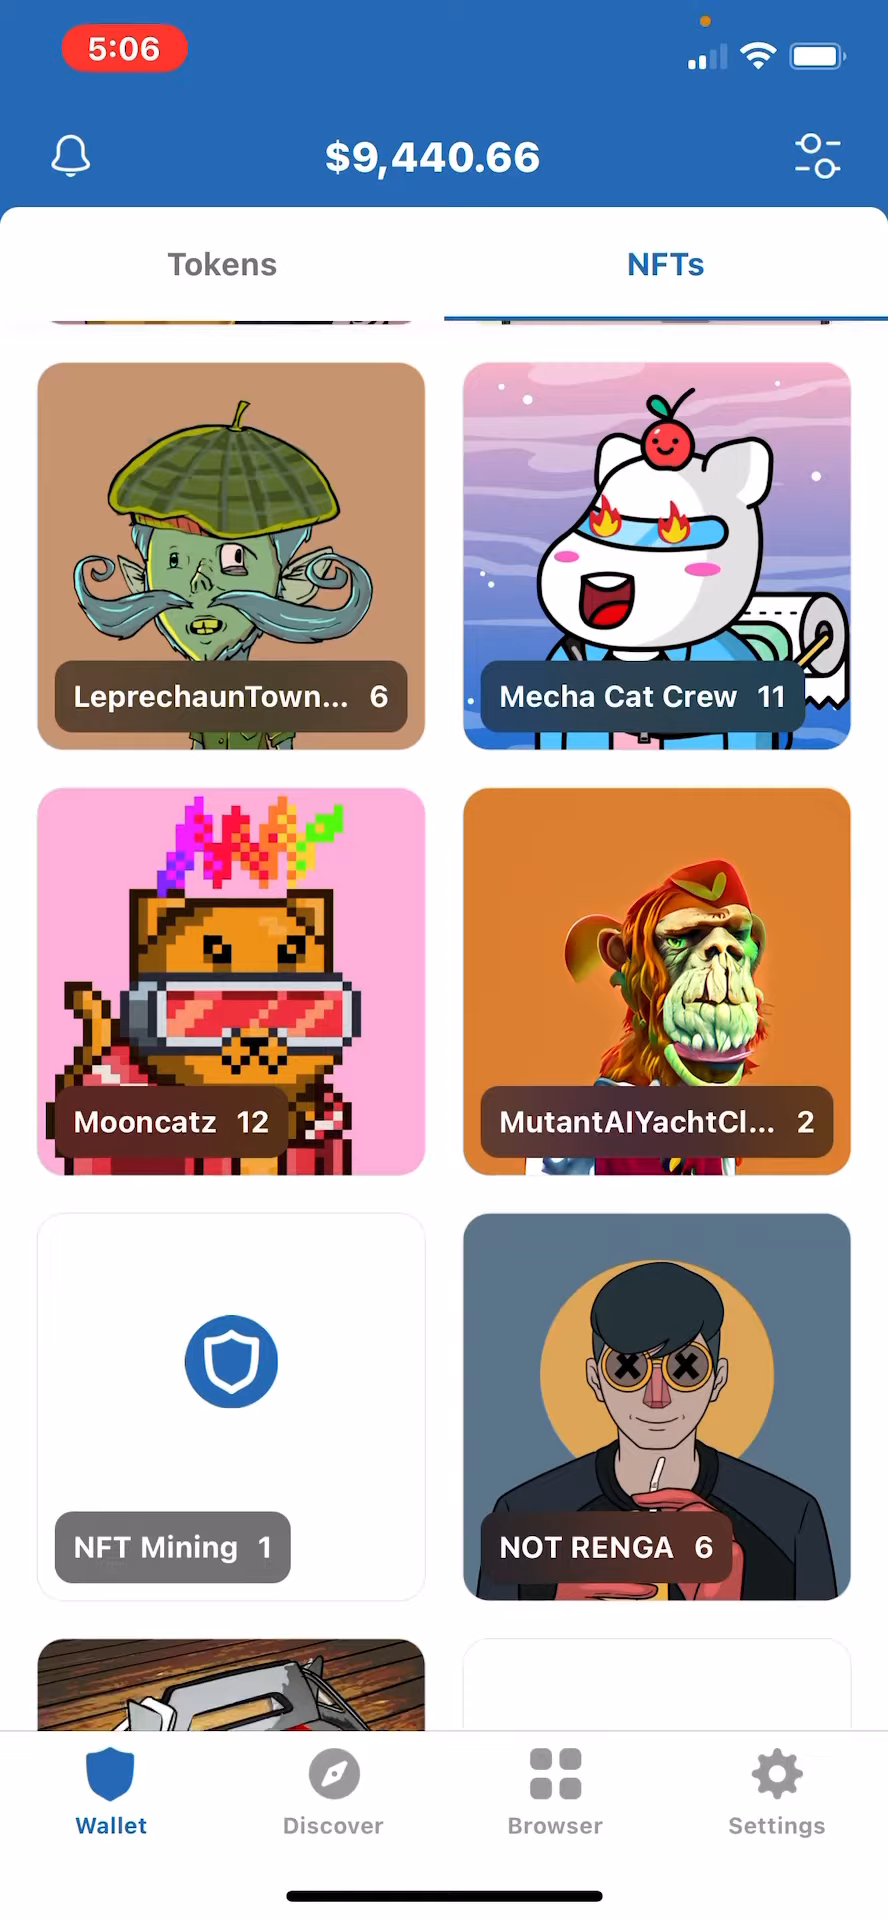 5:06
$9,440.66
Tokens
NFTs
LeprechaunTown... 6
Mecha Cat Crew 11
Mooncatz 12
MutantAIYachtCl... 2
NFT Mining 1
NOT RENGA 6
Wallet
Discover
Browser
Settings